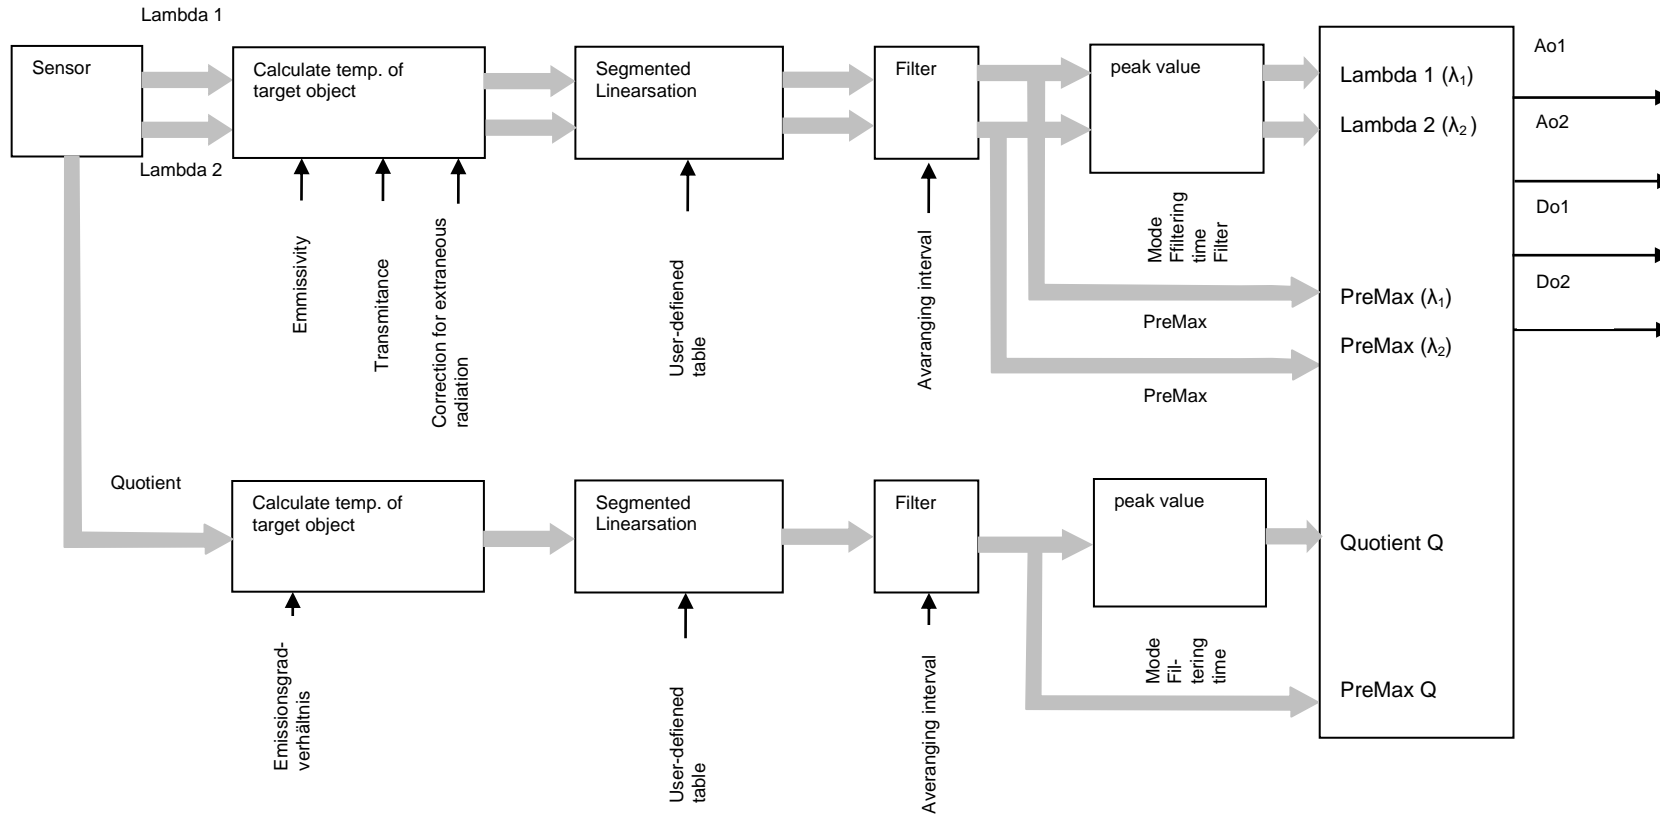 Lambda 1
Sensor
Calculate temp. of
target object
Segmented
Linearsation
Filter
peak value
Lambda 1 (λ₁)
Lambda 2 (λ₂)
Ao1
Ao2
Do1
Do2
Lambda 2
Emmissivity
Transmitance
Correction for extraneous
radiation
User-defiened
table
Avaranging interval
Mode
Ffiltering
time
Filter
PreMax
PreMax
PreMax (λ₁)
PreMax (λ₂)
Quotient
Calculate temp. of
target object
Segmented
Linearsation
Filter
peak value
Quotient Q
PreMax Q
Emissionsgrad-
verhältnis
User-defiened
table
Averanging interval
Mode
Fil-
tering
time